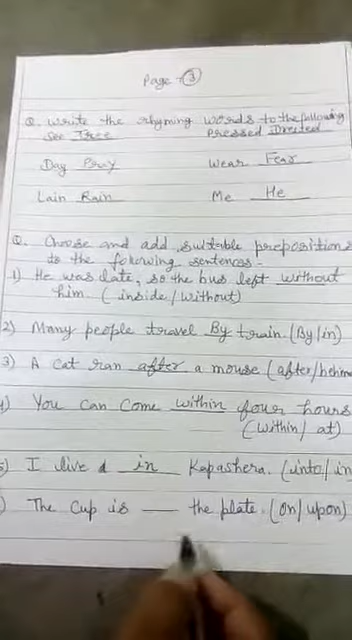 Page - 3
Q. Write the rhyming words to the following
See Tree Pressed Directed
Day Pray Wear Fear
Lain Rain Me He
Q. Choose and add suitable prepositions
to the following sentences -
1) He was late, so the bus left without
him. (inside/without)
2) Many people travel By train. (By/in)
3) A cat ran after a mouse (after/behin
4) You can come within four hours
(within/at)
5) I live in Kapashera. (into/in
) The cup is ___ the plate. (on/upon)